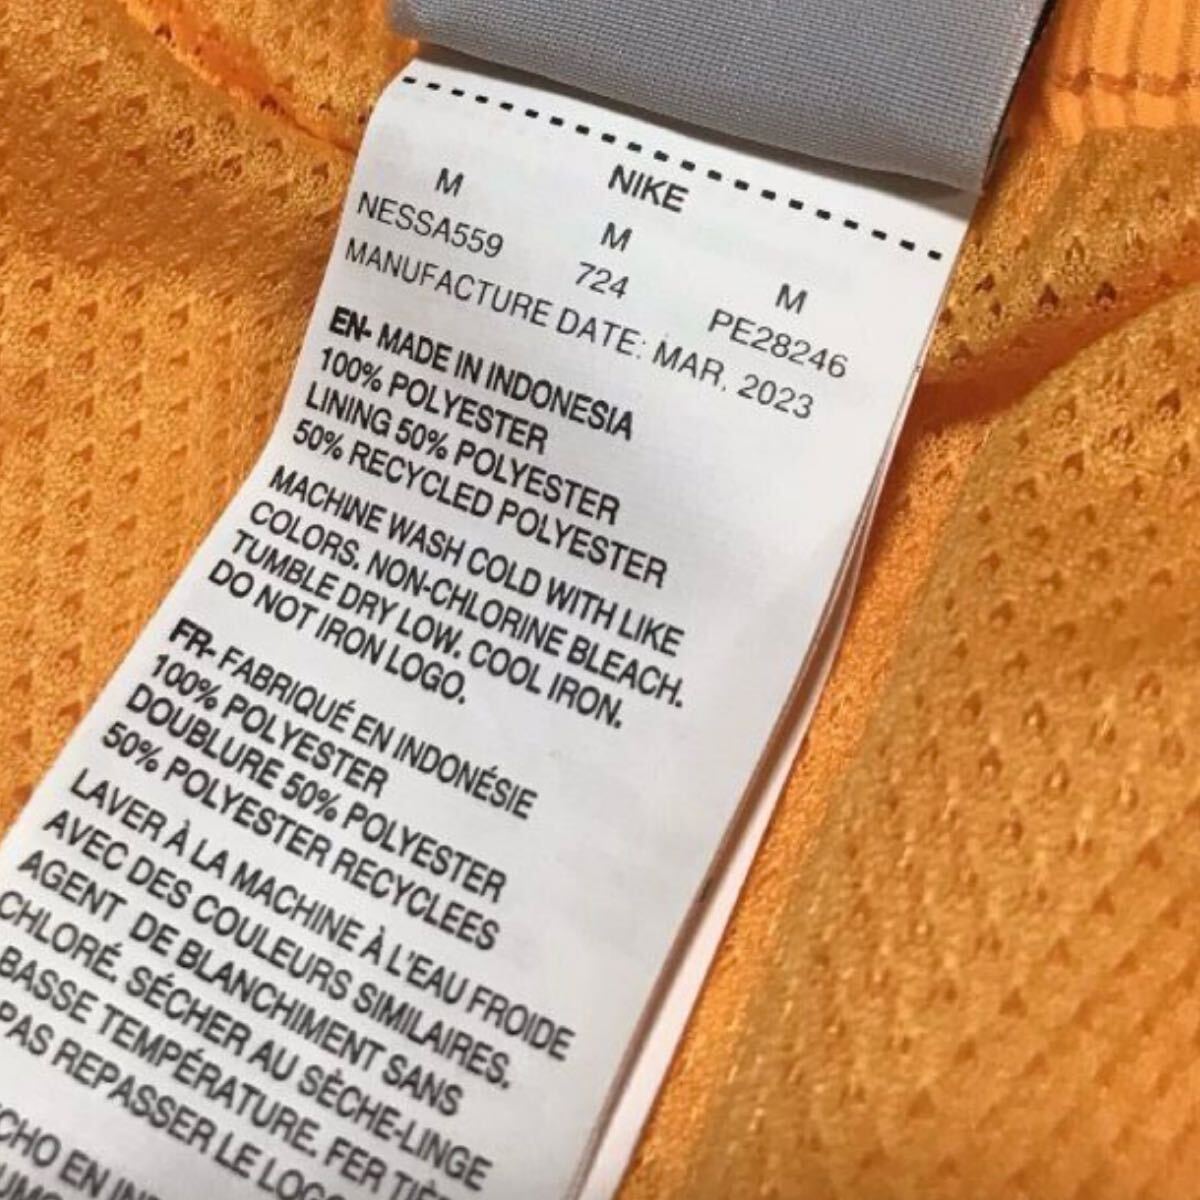 NIKE
M M M
NESSA559 724 PE28246
MANUFACTURE DATE: MAR, 2023
EN- MADE IN INDONESIA
100% POLYESTER
LINING 50% POLYESTER
50% RECYCLED POLYESTER
MACHINE WASH COLD WITH LIKE
COLORS. NON-CHLORINE BLEACH.
TUMBLE DRY LOW. COOL IRON.
DO NOT IRON LOGO.
FR- FABRIQUÉ EN INDONÉSIE
100% POLYESTER
DOUBLURE 50% POLYESTER
50% POLYESTER RECYCLEES
LAVER À LA MACHINE À L'EAU FROIDE
AVEC DES COULEURS SIMILAIRES.
AGENT DE BLANCHIMENT SANS
CHLORÉ. SÉCHER AU SÈCHE-LINGE
BASSE TEMPÉRATURE. FER
PAS REPASSER LE
EN